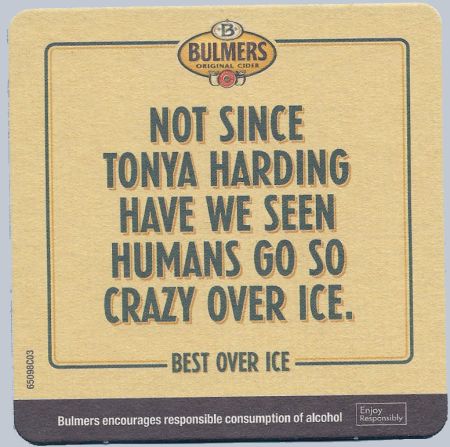 B
BULMERS
ORIGINAL CIDER
NOT SINCE
TONYA HARDING
HAVE WE SEEN
HUMANS GO SO
CRAZY OVER ICE.
BEST OVER ICE
65098C03
Bulmers encourages responsible consumption of alcohol
Enjoy
Responsibly